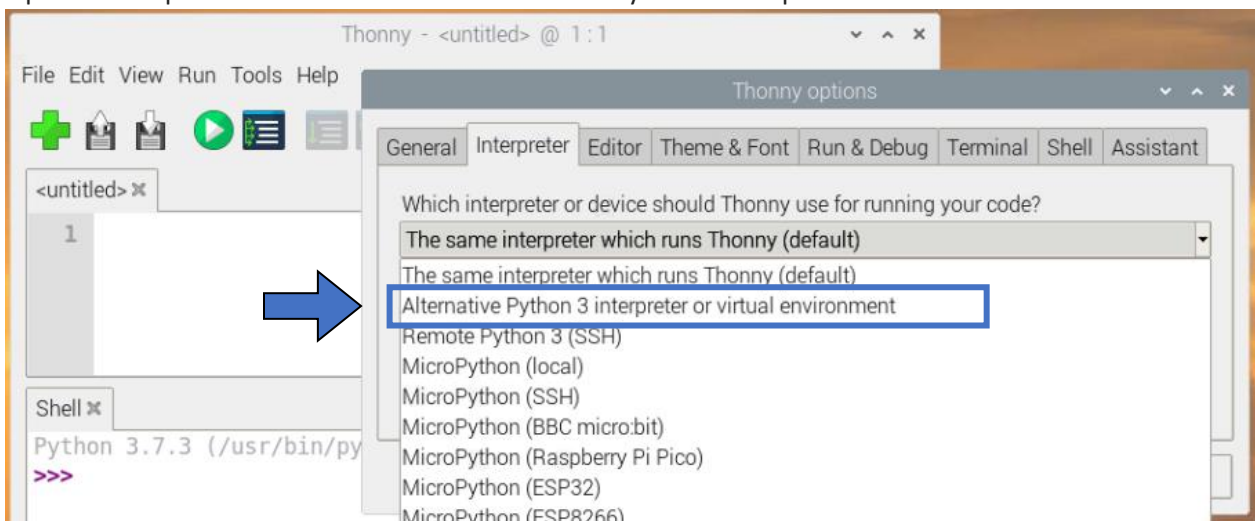 Thonny - <untitled> @ 1:1
File Edit View Run Tools Help
Thonny options
General Interpreter Editor Theme & Font Run & Debug Terminal Shell Assistant
<untitled>
1
Which interpreter or device should Thonny use for running your code?
The same interpreter which runs Thonny (default)
The same interpreter which runs Thonny (default)
Alternative Python 3 interpreter or virtual environment
Remote Python 3 (SSH)
MicroPython (local)
MicroPython (SSH)
MicroPython (BBC micro:bit)
MicroPython (Raspberry Pi Pico)
MicroPython (ESP32)
MicroPython (ESP8266)
Shell
Python 3.7.3 (/usr/bin/py
>>>